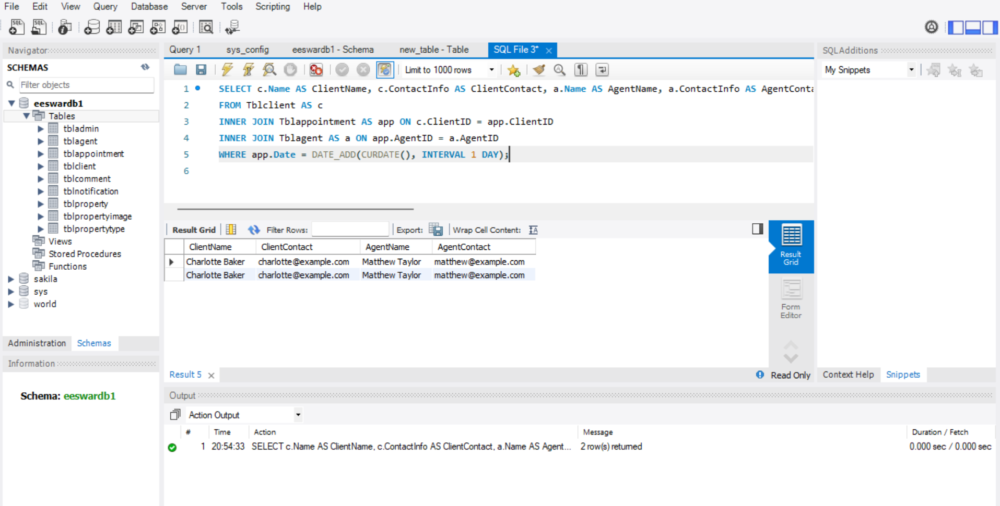 File Edit View Query Database Server Tools Scripting Help
Navigator
SCHEMAS
Filter objects
eeswardb1
Tables
tbladmin
tblagent
tblappointment
tblclient
tblcomment
tblnotification
tblproperty
tblpropertyimage
tblpropertytype
Views
Stored Procedures
Functions
sakila
sys
world
Administration Schemas
Information
Schema: eeswardb1
Query 1 sys_config eeswardb1 - Schema new_table - Table SQL File 3*
Limit to 1000 rows
1 SELECT c.Name AS ClientName, c.ContactInfo AS ClientContact, a.Name AS AgentName, a.ContactInfo AS AgentConta
2 FROM Tblclient AS c
3 INNER JOIN Tblappointment AS app ON c.ClientID = app.ClientID
4 INNER JOIN Tblagent AS a ON app.AgentID = a.AgentID
5 WHERE app.Date = DATE_ADD(CURDATE(), INTERVAL 1 DAY);
6
Result Grid Filter Rows: Export: Wrap Cell Content:
ClientName ClientContact AgentName AgentContact
Charlotte Baker charlotte@example.com Matthew Taylor matthew@example.com
Charlotte Baker charlotte@example.com Matthew Taylor matthew@example.com
Result
Grid
Form
Editor
Result 5 Read Only
SQLAdditions
My Snippets
Context Help Snippets
Output
Action Output
# Time Action Message Duration / Fetch
1 20:54:33 SELECT c.Name AS ClientName, c.ContactInfo AS ClientContact, a.Name AS Agent... 2 row(s) returned 0.000 sec / 0.000 sec